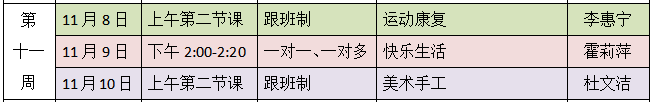 第十一周
11月8日 上午第二节课 跟班制 运动康复 李惠宁
11月9日 下午 2:00-2:20 一对一、一对多 快乐生活 霍莉萍
11月10日 上午第二节课 跟班制 美术手工 杜文洁